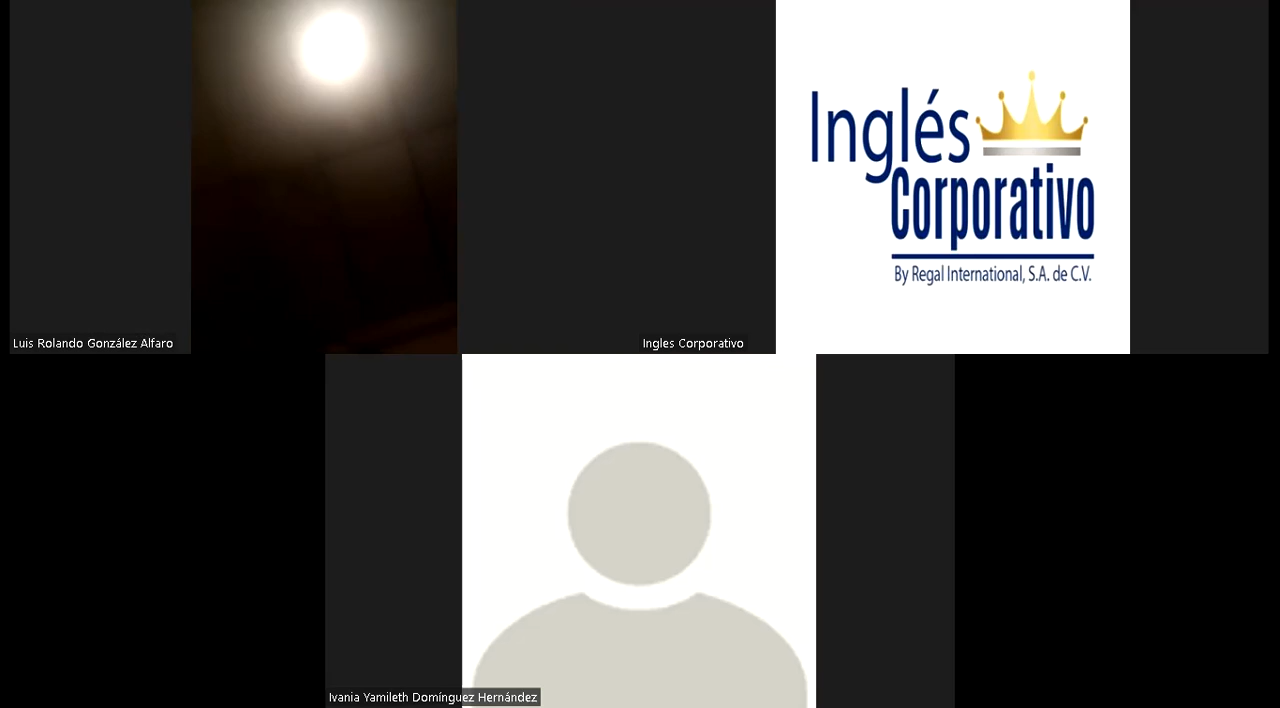 Inglés
Corporativo
By Regal International, S.A. de C.V.
Luis Rolando González Alfaro
Ingles Corporativo
Ivania Yamileth Domínguez Hernández